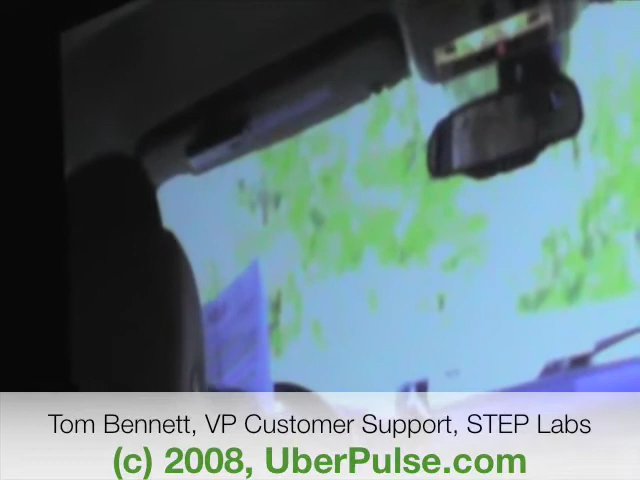 Tom Bennett, VP Customer Support, STEP Labs
(c) 2008, UberPulse.com